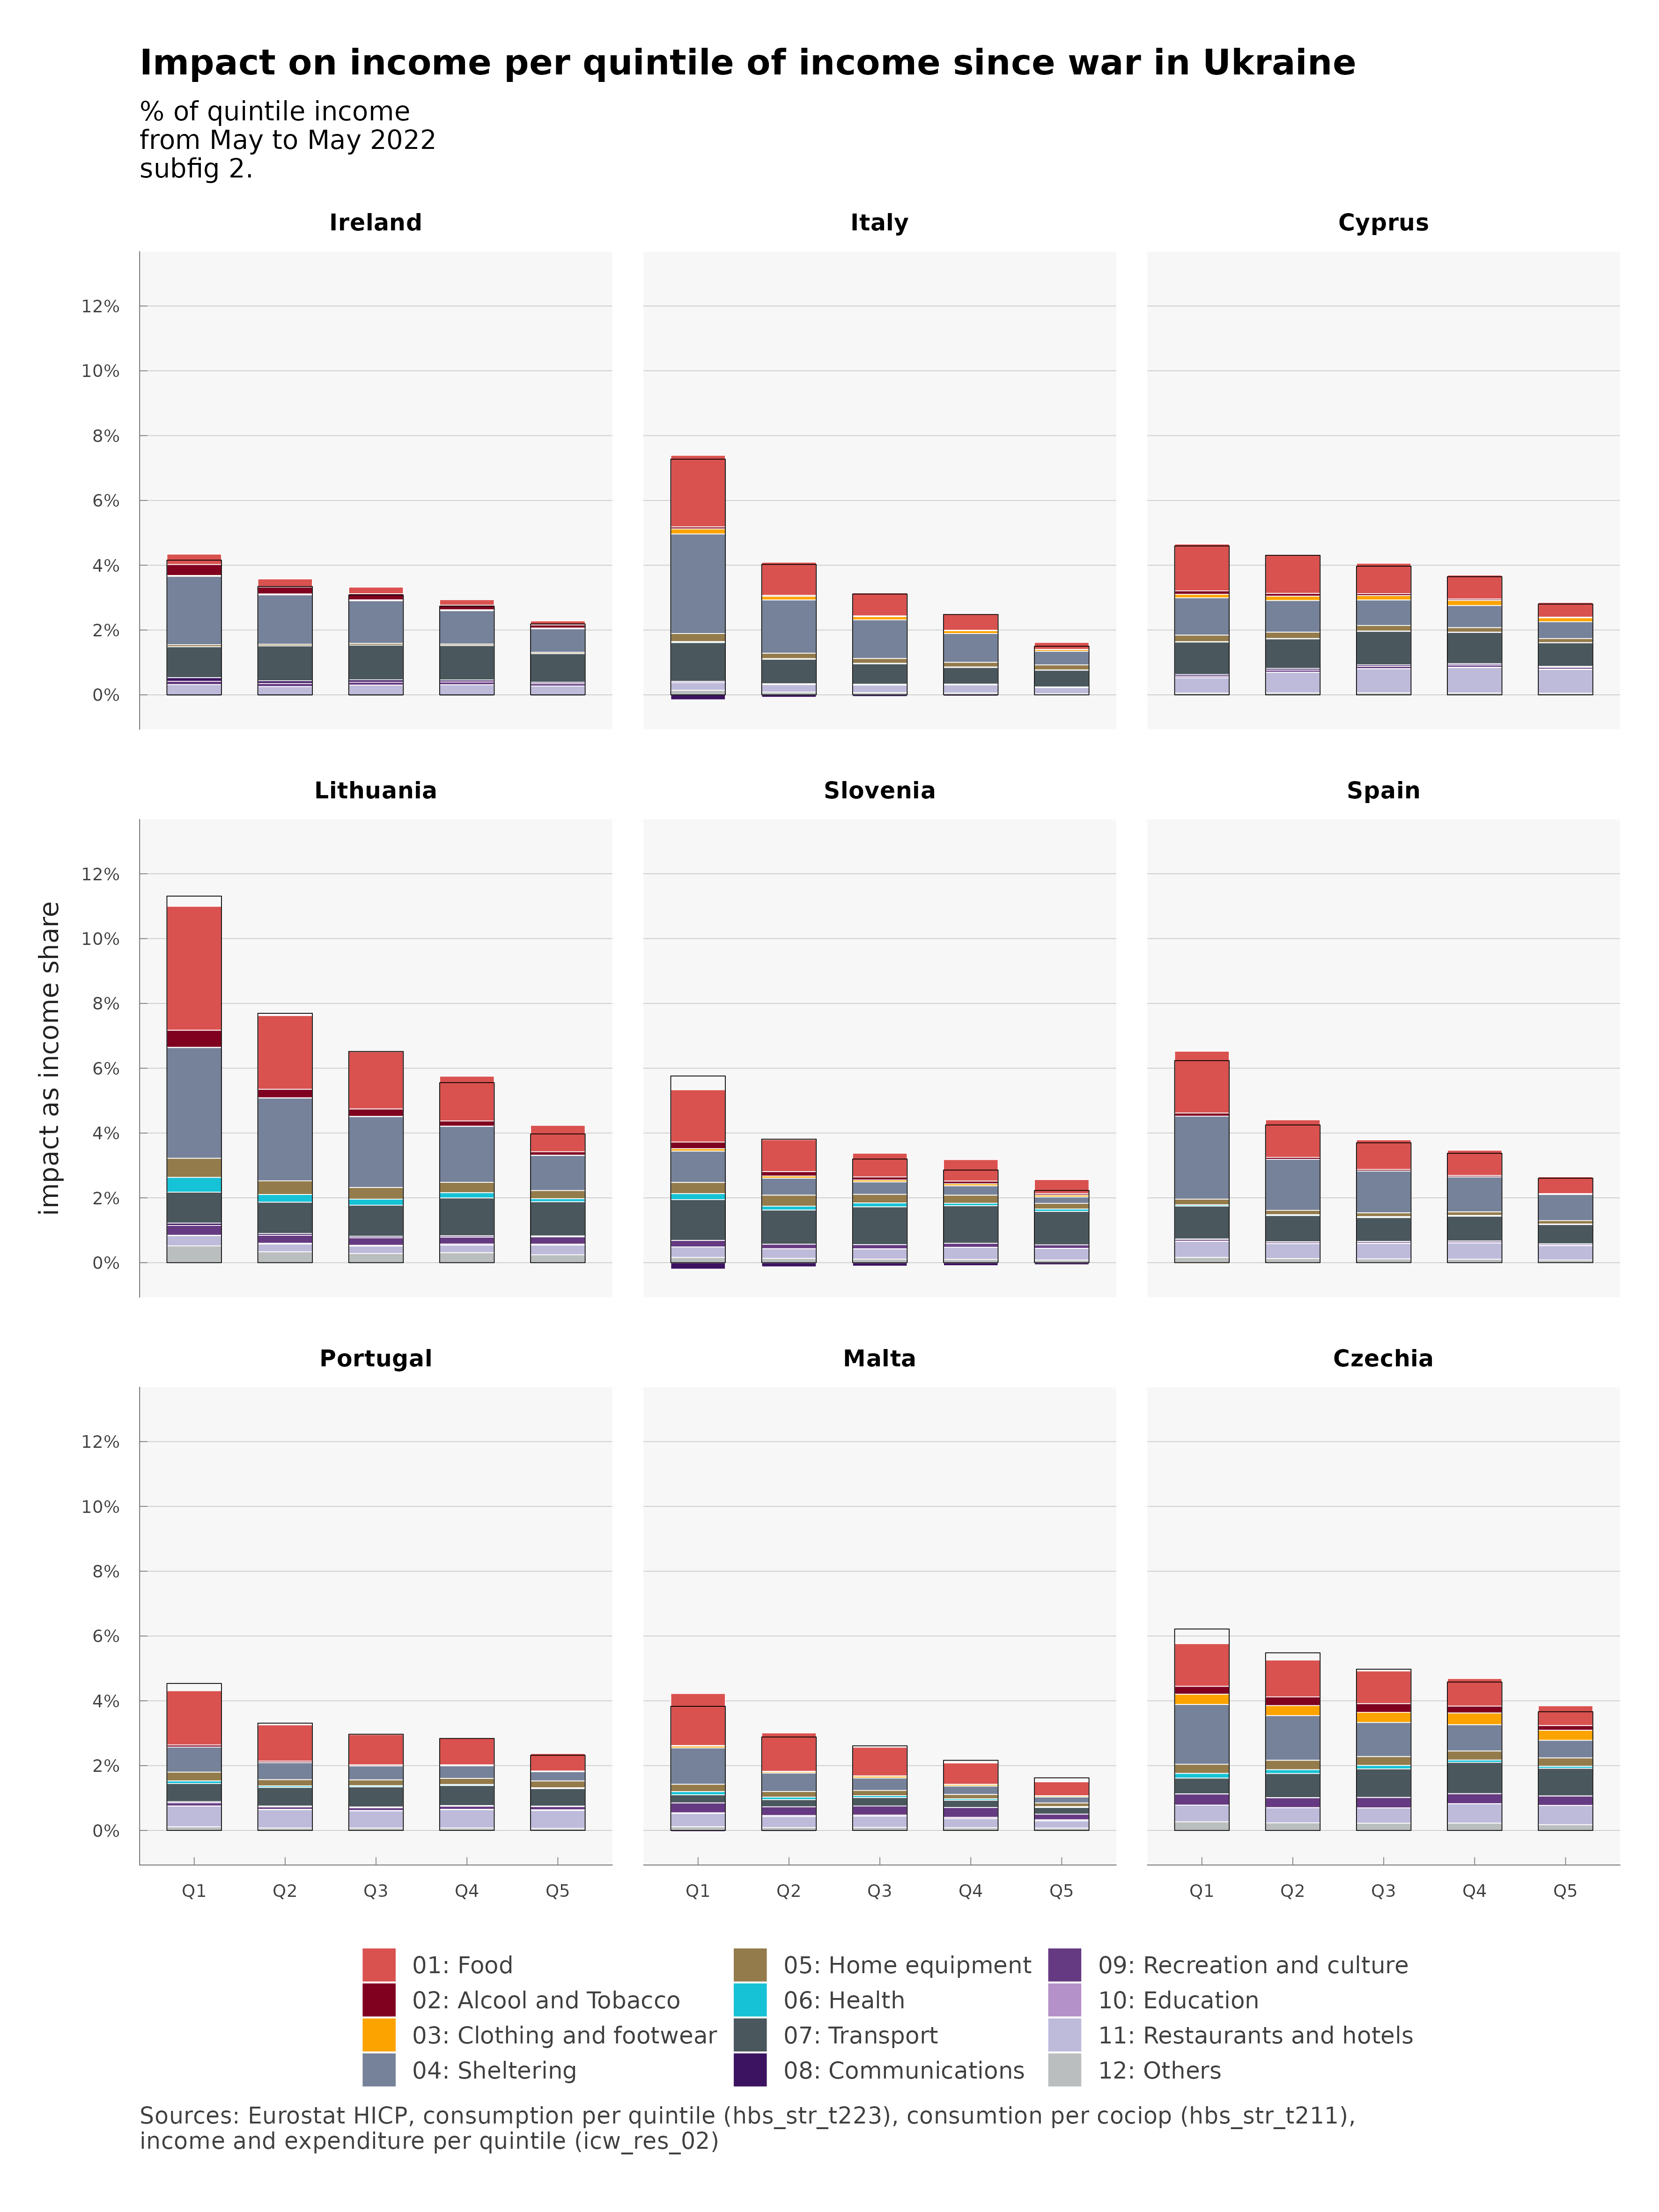 Impact on income per quintile of income since war in Ukraine
% of quintile income
from May to May 2022
subfig 2.
Ireland
Italy
Cyprus
12%
10%
8%
6%
4%
2%
0%
Lithuania
Slovenia
Spain
impact as income share
12%
10%
8%
6%
4%
2%
0%
Portugal
Malta
Czechia
12%
10%
8%
6%
4%
2%
0%
Q1 Q2 Q3 Q4 Q5
Q1 Q2 Q3 Q4 Q5
Q1 Q2 Q3 Q4 Q5
01: Food
02: Alcool and Tobacco
03: Clothing and footwear
04: Sheltering
05: Home equipment
06: Health
07: Transport
08: Communications
09: Recreation and culture
10: Education
11: Restaurants and hotels
12: Others
Sources: Eurostat HICP, consumption per quintile (hbs_str_t223), consumtion per cociop (hbs_str_t211),
income and expenditure per quintile (icw_res_02)